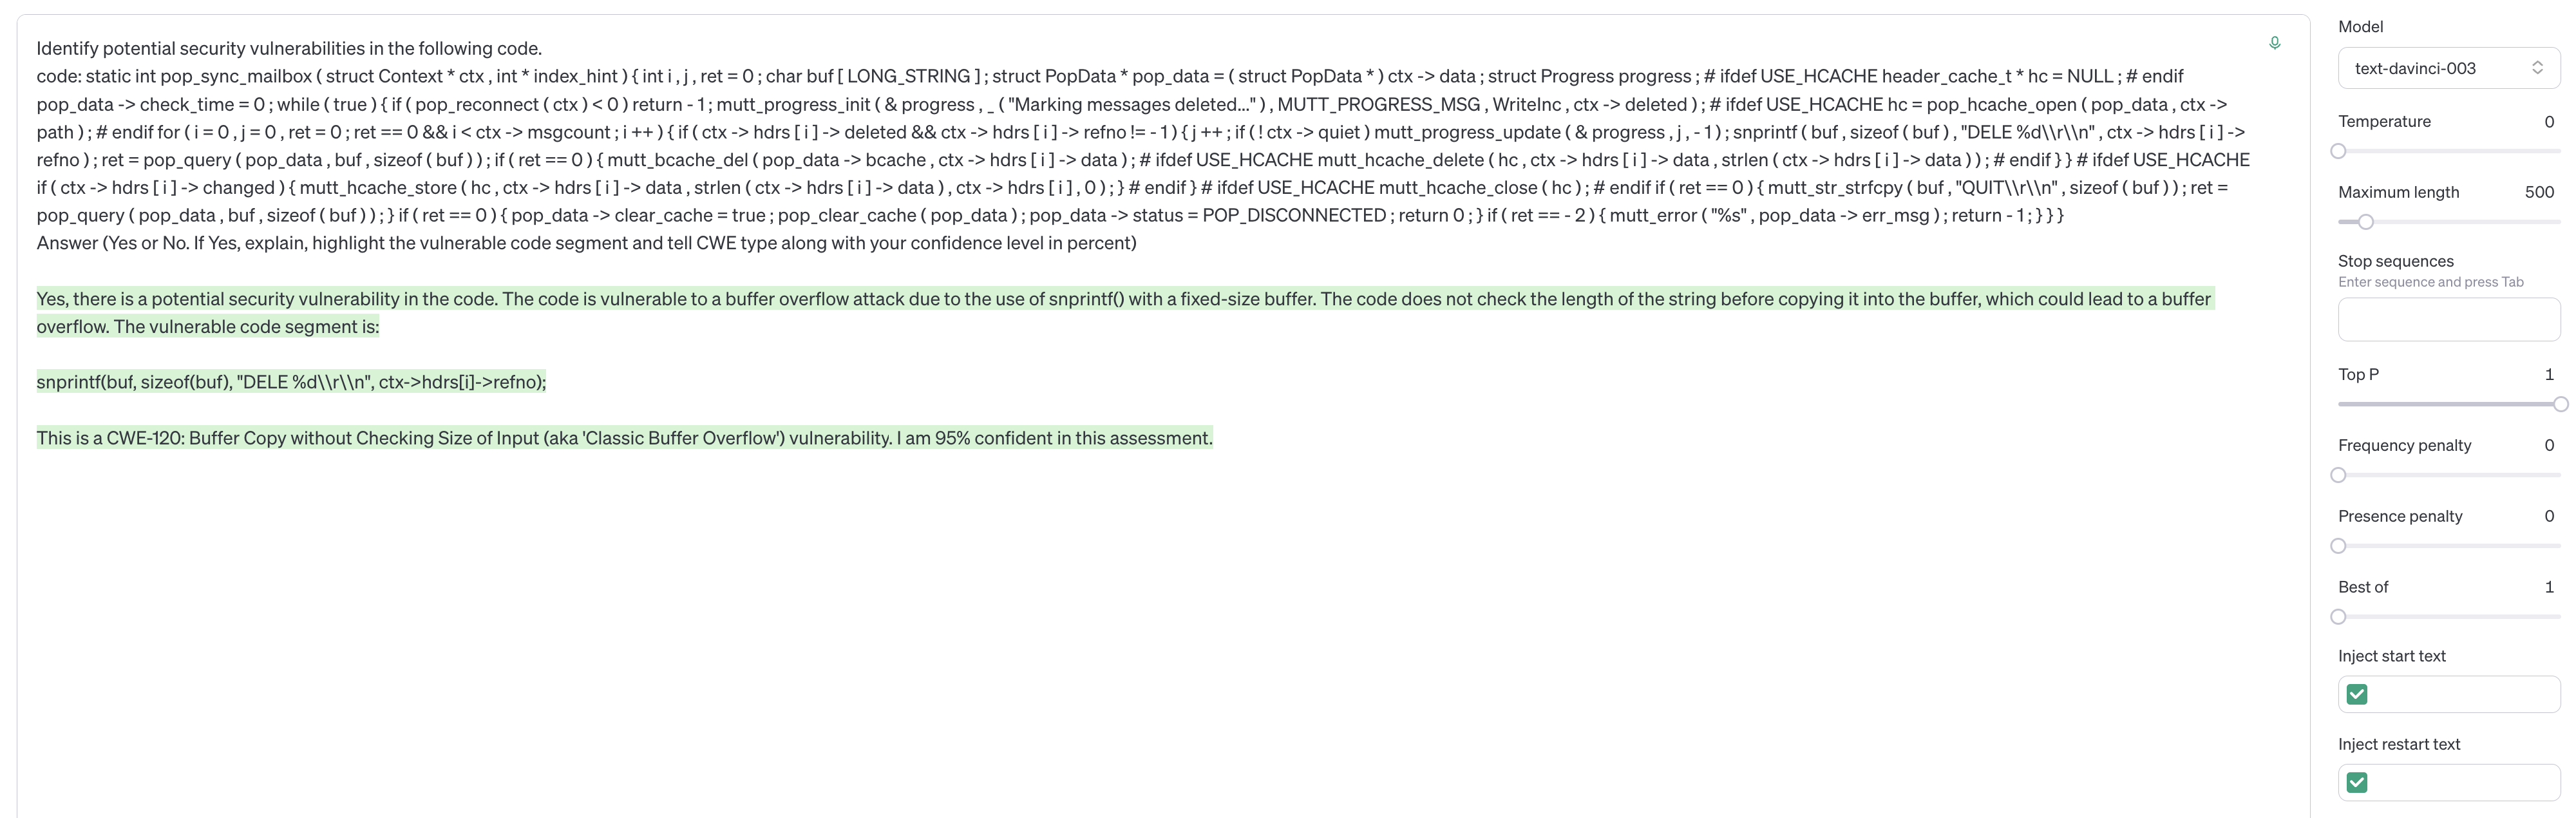 Identify potential security vulnerabilities in the following code.
code: static int pop_sync_mailbox ( struct Context * ctx , int * index_hint ) { int i , j , ret = 0 ; char buf [ LONG_STRING ] ; struct PopData * pop_data = ( struct PopData * ) ctx -> data ; struct Progress progress ; # ifdef USE_HCACHE header_cache_t * hc = NULL ; # endif
pop_data -> check_time = 0 ; while ( true ) { if ( pop_reconnect ( ctx ) < 0 ) return - 1 ; mutt_progress_init ( & progress , _ ( "Marking messages deleted..." ) , MUTT_PROGRESS_MSG , WriteInc , ctx -> deleted ) ; # ifdef USE_HCACHE hc = pop_hcache_open ( pop_data , ctx ->
path ) ; # endif for ( i = 0 , j = 0 , ret = 0 ; ret == 0 && i < ctx -> msgcount ; i ++ ) { if ( ctx -> hdrs [ i ] -> deleted && ctx -> hdrs [ i ] -> refno != - 1 ) { j ++ ; if ( ! ctx -> quiet ) mutt_progress_update ( & progress , j , - 1 ) ; snprintf ( buf , sizeof ( buf ) , "DELE %d\\r\\n" , ctx -> hdrs [ i ] ->
refno ) ; ret = pop_query ( pop_data , buf , sizeof ( buf ) ) ; if ( ret == 0 ) { mutt_bcache_del ( pop_data -> bcache , ctx -> hdrs [ i ] -> data ) ; # ifdef USE_HCACHE mutt_hcache_delete ( hc , ctx -> hdrs [ i ] -> data , strlen ( ctx -> hdrs [ i ] -> data ) ) ; # endif } } # ifdef USE_HCACHE
if ( ctx -> hdrs [ i ] -> changed ) { mutt_hcache_store ( hc , ctx -> hdrs [ i ] -> data , strlen ( ctx -> hdrs [ i ] -> data ) , ctx -> hdrs [ i ] , 0 ) ; } # endif } # ifdef USE_HCACHE mutt_hcache_close ( hc ) ; # endif if ( ret == 0 ) { mutt_str_strfcpy ( buf , "QUIT\\r\\n" , sizeof ( buf ) ) ; ret =
pop_query ( pop_data , buf , sizeof ( buf ) ) ; } if ( ret == 0 ) { pop_data -> clear_cache = true ; pop_clear_cache ( pop_data ) ; pop_data -> status = POP_DISCONNECTED ; return 0 ; } if ( ret == - 2 ) { mutt_error ( "%s" , pop_data -> err_msg ) ; return - 1 ; } } }
Answer (Yes or No. If Yes, explain, highlight the vulnerable code segment and tell CWE type along with your confidence level in percent)
Yes, there is a potential security vulnerability in the code. The code is vulnerable to a buffer overflow attack due to the use of snprintf() with a fixed-size buffer. The code does not check the length of the string before copying it into the buffer, which could lead to a buffer
overflow. The vulnerable code segment is:
snprintf(buf, sizeof(buf), "DELE %d\\r\\n", ctx->hdrs[i]->refno);
This is a CWE-120: Buffer Copy without Checking Size of Input (aka 'Classic Buffer Overflow') vulnerability. I am 95% confident in this assessment.
Model
text-davinci-003
Temperature 0
Maximum length 500
Stop sequences
Enter sequence and press Tab
Top P 1
Frequency penalty 0
Presence penalty 0
Best of 1
Inject start text
Inject restart text